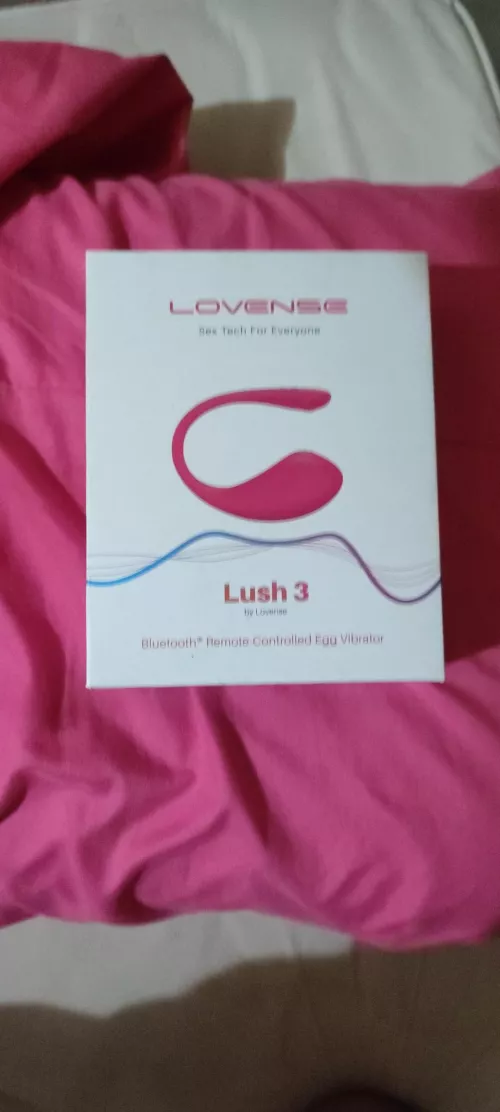 LOVENSE
Sex Tech For Everyone
Lush 3
by Lovense
Bluetooth® Remote Controlled Egg Vibrator